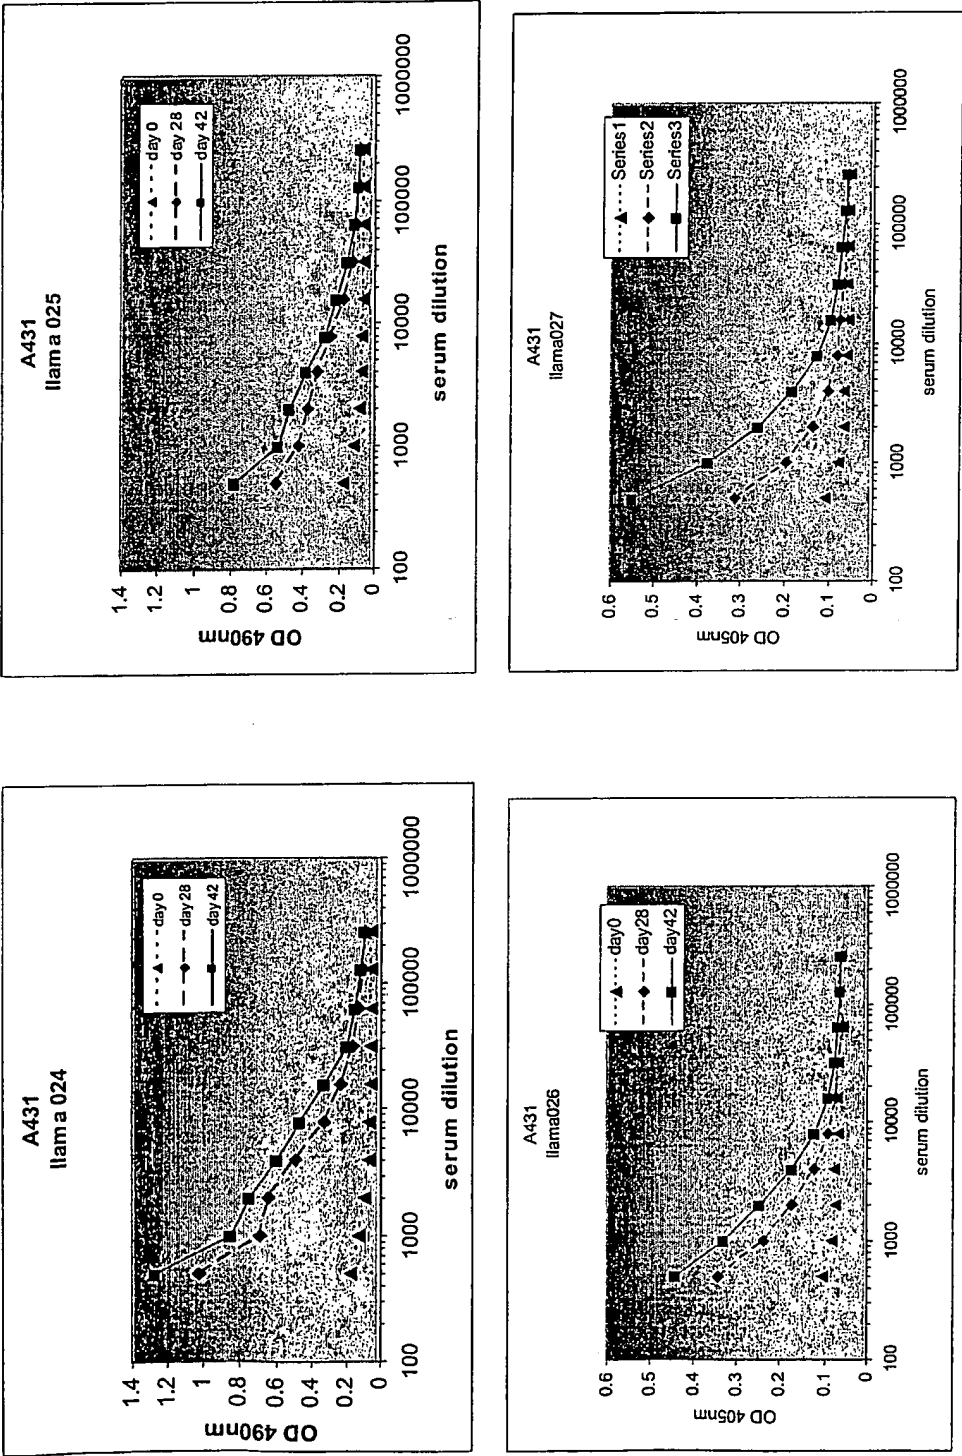 A431
llama 024
1.4
1.2
1
0.8
0.6
0.4
0.2
0
OD 490nm
day0
day28
day42
100
1000
10000
100000
1000000
serum dilution
A431
llama 025
1.4
1.2
1
0.8
0.6
0.4
0.2
0
OD 490nm
day 0
day 28
day 42
100
1000
10000
100000
1000000
serum dilution
A431
llama026
0.6
0.5
0.4
0.3
0.2
0.1
0
OD 405nm
day0
day28
day42
100
1000
10000
100000
1000000
serum dilution
A431
llama027
0.6
0.5
0.4
0.3
0.2
0.1
0
OD 405nm
Series1
Series2
Series3
100
1000
10000
100000
1000000
serum dilution